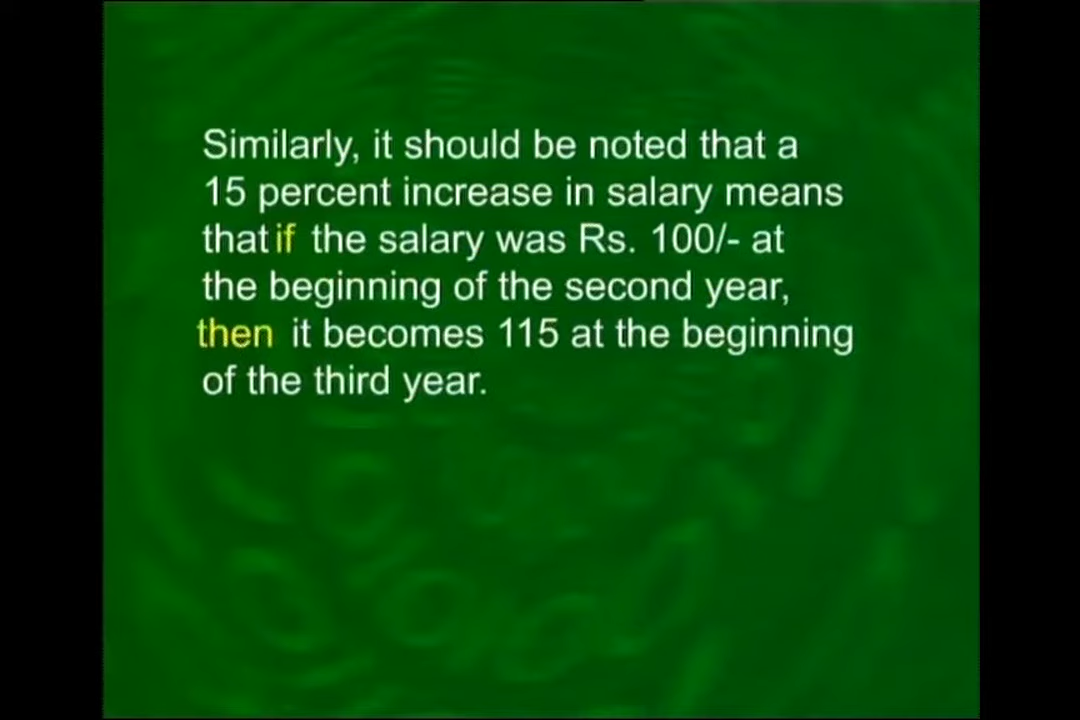 Similarly, it should be noted that a
15 percent increase in salary means
that if the salary was Rs. 100/- at
the beginning of the second year,
then it becomes 115 at the beginning
of the third year.